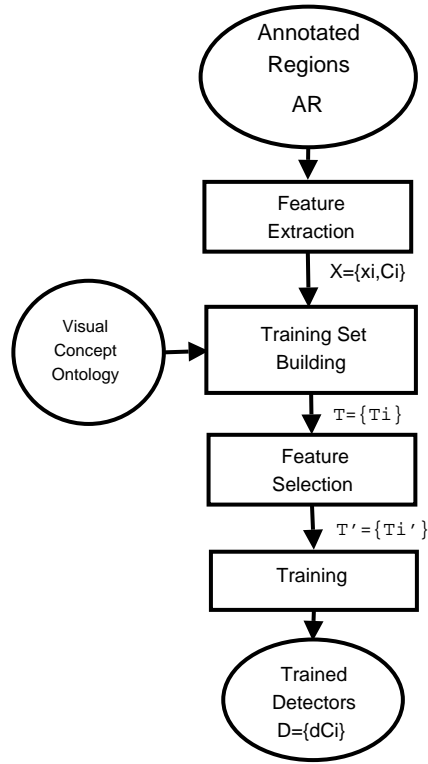 Annotated
Regions
AR
Feature
Extraction
X={xi,Ci}
Visual
Concept
Ontology
Training Set
Building
T={Ti}
Feature
Selection
T'={Ti'}
Training
Trained
Detectors
D={dCi}